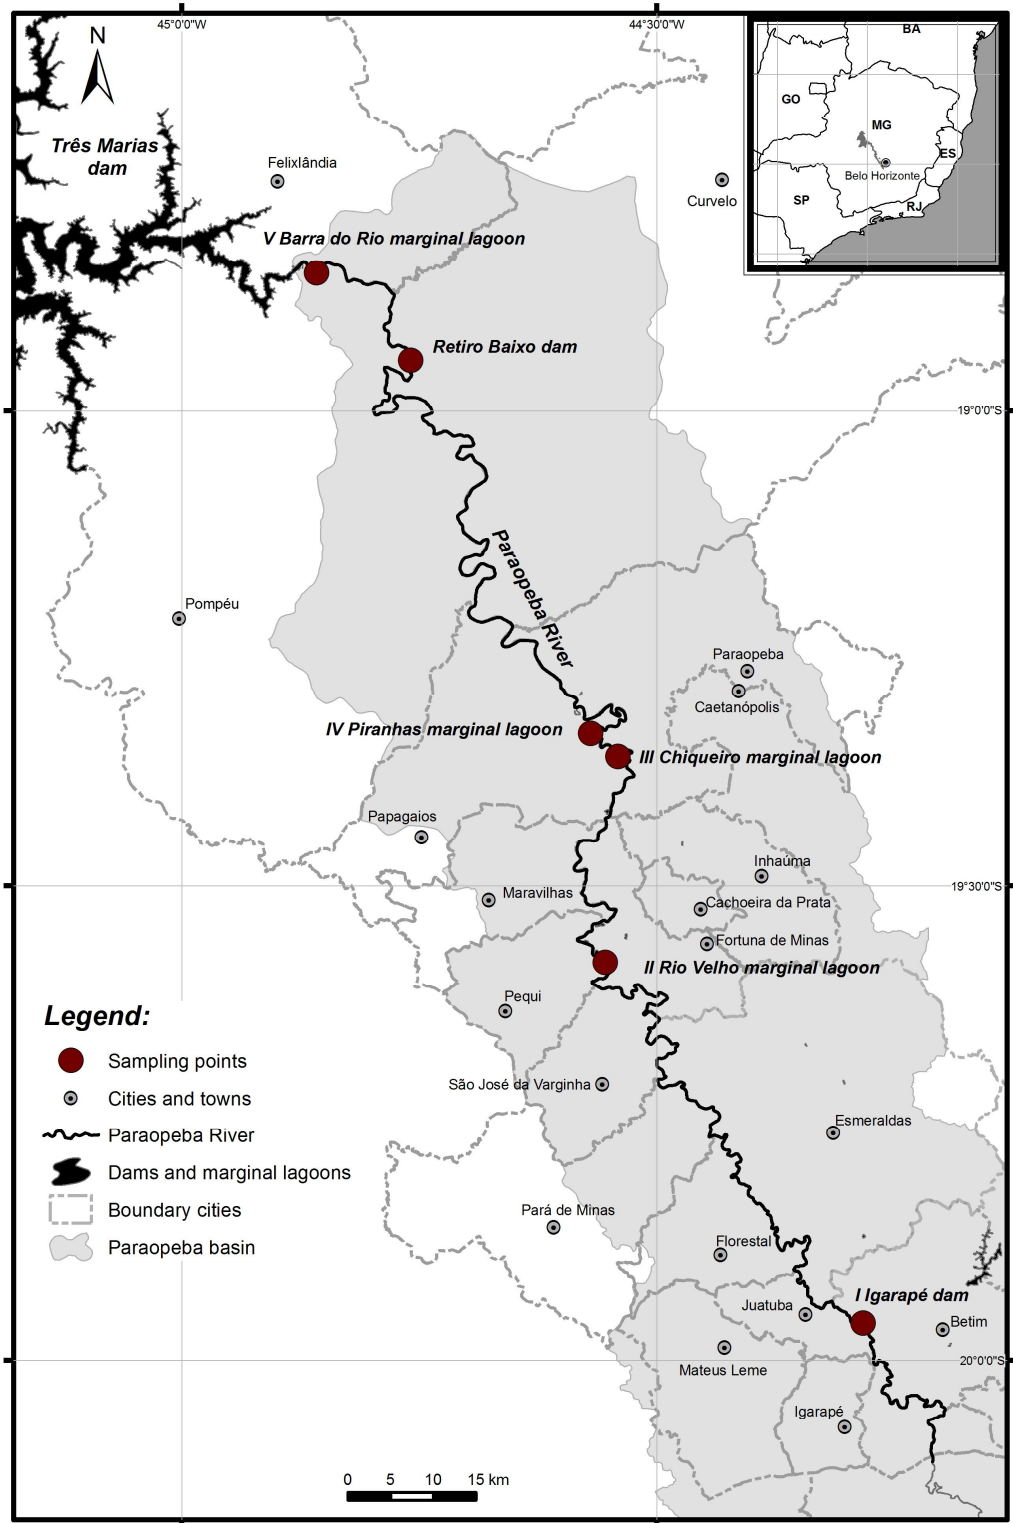 45°0'0"W
44°30'0"W
N
BA
GO
MG
ES
Belo Horizonte
SP
RJ
Três Marias
dam
Felixlândia
Curvelo
V Barra do Rio marginal lagoon
Retiro Baixo dam
19°0'0"S
Paraopeba River
Pompéu
Paraopeba
Caetanópolis
IV Piranhas marginal lagoon
III Chiqueiro marginal lagoon
Papagaios
Inhaúma
19°30'0"S
Maravilhas
Cachoeira da Prata
Fortuna de Minas
II Rio Velho marginal lagoon
Pequi
São José da Varginha
Esmeraldas
Pará de Minas
Florestal
I Igarapé dam
Juatuba
Betim
20°0'0"S
Mateus Leme
Igarapé
Legend:
Sampling points
Cities and towns
Paraopeba River
Dams and marginal lagoons
Boundary cities
Paraopeba basin
0 5 10 15 km